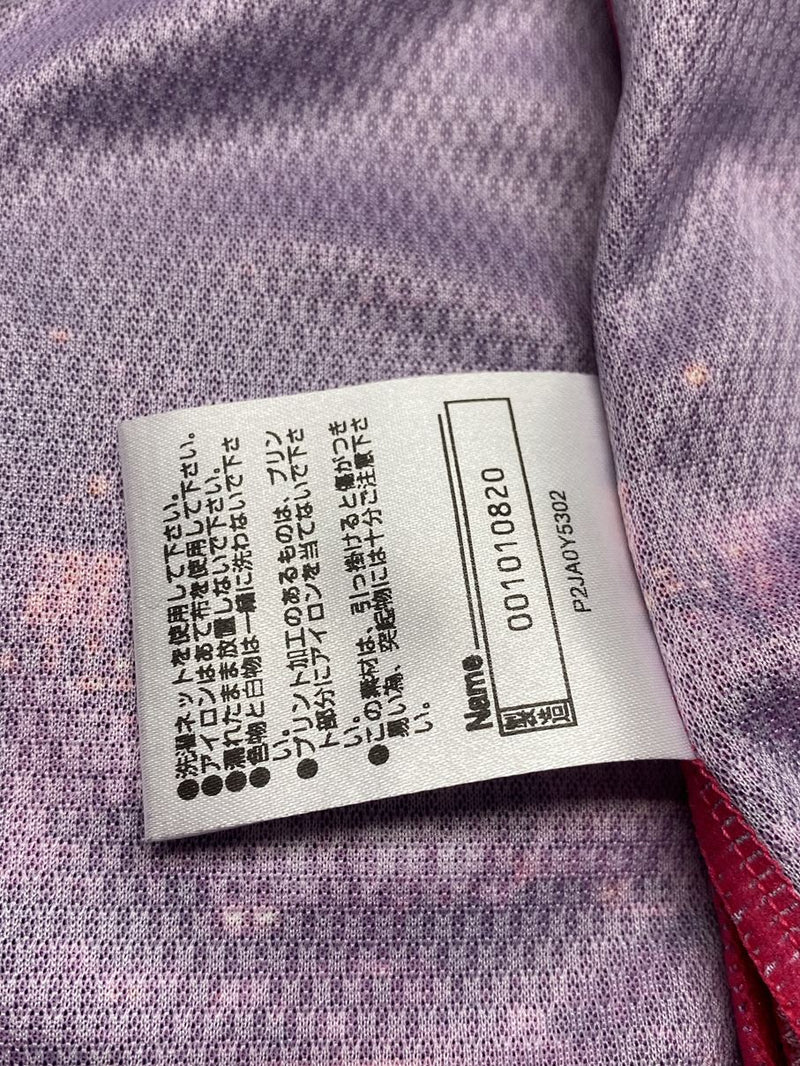 ●洗濯ネットを使用して下さい。
●アイロンはあて布を使用して下さい。
●濡れたまま放置しないで下さい。
●色物と白物は一緒に洗わないで下さ
い。
●プリント加工のあるものは、プリン
ト部分にアイロンを当てないで下さ
い。
●この素材は、引っ掛けると傷がつき
易い為、突起物には十分ご注意下さ
い。
Name
製造 001010820
P2JA0Y5302